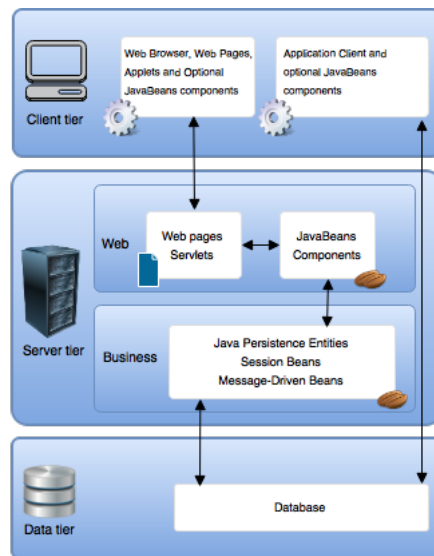 Web Browser, Web Pages,
Applets and Optional
JavaBeans components
Application Client and
optional JavaBeans
components
Client tier
Web
Web pages
Servlets
JavaBeans
Components
Server tier
Business
Java Persistence Entities
Session Beans
Message-Driven Beans
Database
Data tier